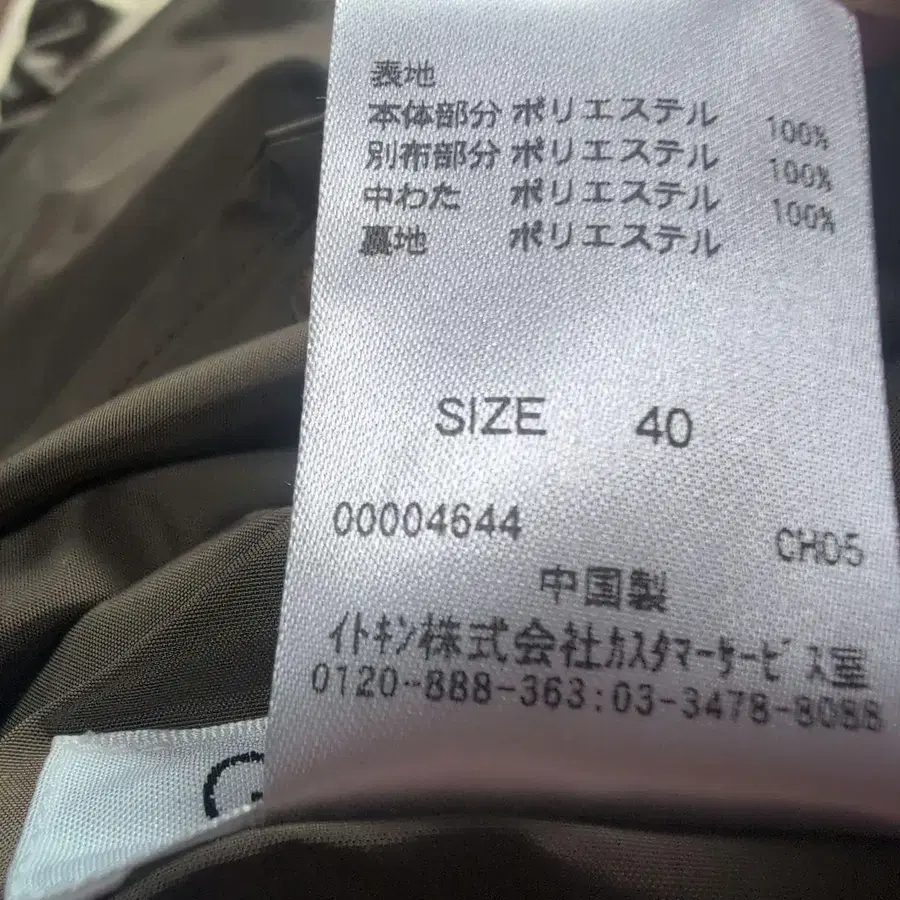 表地
本体部分 ポリエステル 100%
別布部分 ポリエステル 100%
中わた ポリエステル 100%
裏地 ポリエステル
SIZE 40
00004644 CH05
中国製
イトキン株式会社カスタマーサービス室
0120-888-363:03-3478-8088
G